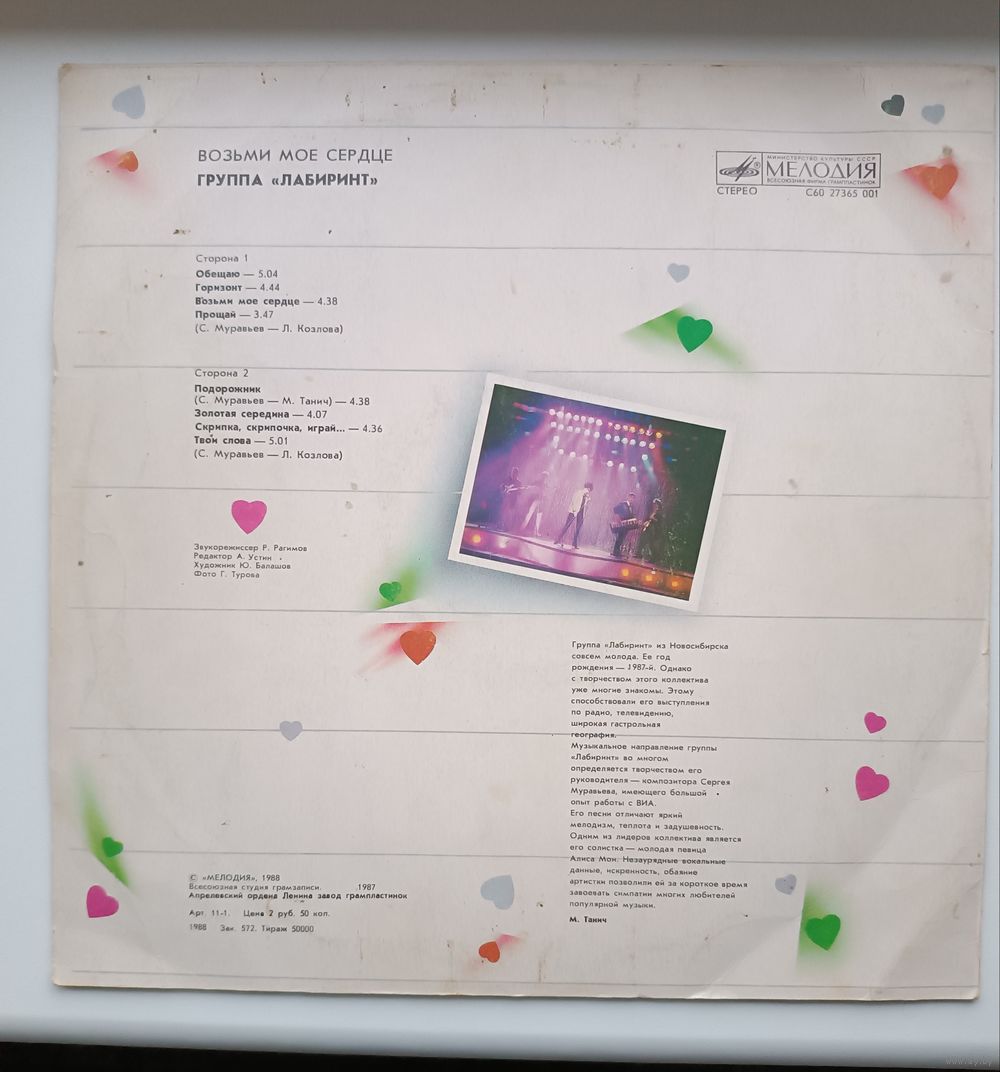 ВОЗЬМИ МОЕ СЕРДЦЕ
ГРУППА «ЛАБИРИНТ»
МИНИСТЕРСТВО КУЛЬТУРЫ СССР
МЕЛОДИЯ
ВСЕСОЮЗНАЯ ФИРМА ГРАМПЛАСТИНОК
СТЕРЕО
С60 27365 001
Сторона 1
Обещаю — 5.04
Горизонт — 4.44
Возьми мое сердце — 4.38
Прощай — 3.47
(С. Муравьев — Л. Козлова)
Сторона 2
Подорожник
(С. Муравьев — М. Танич) — 4.38
Золотая середина — 4.07
Скрипка, скрипочка, играй... — 4.36
Твои слова — 5.01
(С. Муравьев — Л. Козлова)
Звукорежиссер Р. Рагимов
Редактор А. Устин
Художник Ю. Балашов
Фото Г. Турова
Группа «Лабиринт» из Новосибирска
совсем молода. Ее год
рождения — 1987-й. Однако
с творчеством этого коллектива
уже многие знакомы. Этому
способствовали его выступления
по радио, телевидению,
широкая гастрольная
география.
Музыкальное направление группы
«Лабиринт» во многом
определяется творчеством его
руководителя — композитора Сергея
Муравьева, имеющего большой
опыт работы с ВИА.
Его песни отличают яркий
мелодизм, теплота и задушевность.
Одним из лидеров коллектива является
его солистка — молодая певица
Алиса Мон. Незаурядные вокальные
данные, искренность, обаяние
артистки позволили ей за короткое время
завоевать симпатии многих любителей
популярной музыки.
М. Танич
© «МЕЛОДИЯ», 1988
Всесоюзная студия грамзаписи. 1987
Апрелевский ордена Ленина завод грампластинок
Арт. 11-1. Цена 2 руб. 50 коп.
1988 Зак. 572. Тираж 50000